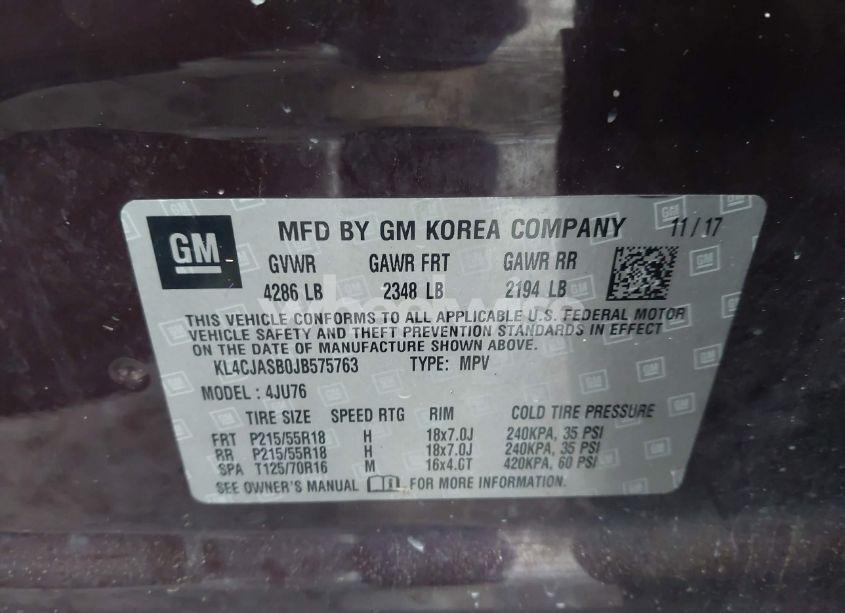 GM MFD BY GM KOREA COMPANY 11/17
GVWR GAWR FRT GAWR RR
4286 LB 2348 LB 2194 LB
THIS VEHICLE CONFORMS TO ALL APPLICABLE U.S. FEDERAL MOTOR
VEHICLE SAFETY AND THEFT PREVENTION STANDARDS IN EFFECT
ON THE DATE OF MANUFACTURE SHOWN ABOVE.
KL4CJASB0JB575763 TYPE: MPV
MODEL: 4JU76
TIRE SIZE SPEED RTG RIM COLD TIRE PRESSURE
FRT P215/55R18 H 18x7.0J 240KPA, 35 PSI
RR P215/55R18 H 18x7.0J 240KPA, 35 PSI
SPA T125/70R16 M 16x4.0T 420KPA, 60 PSI
SEE OWNER'S MANUAL FOR MORE INFORMATION.